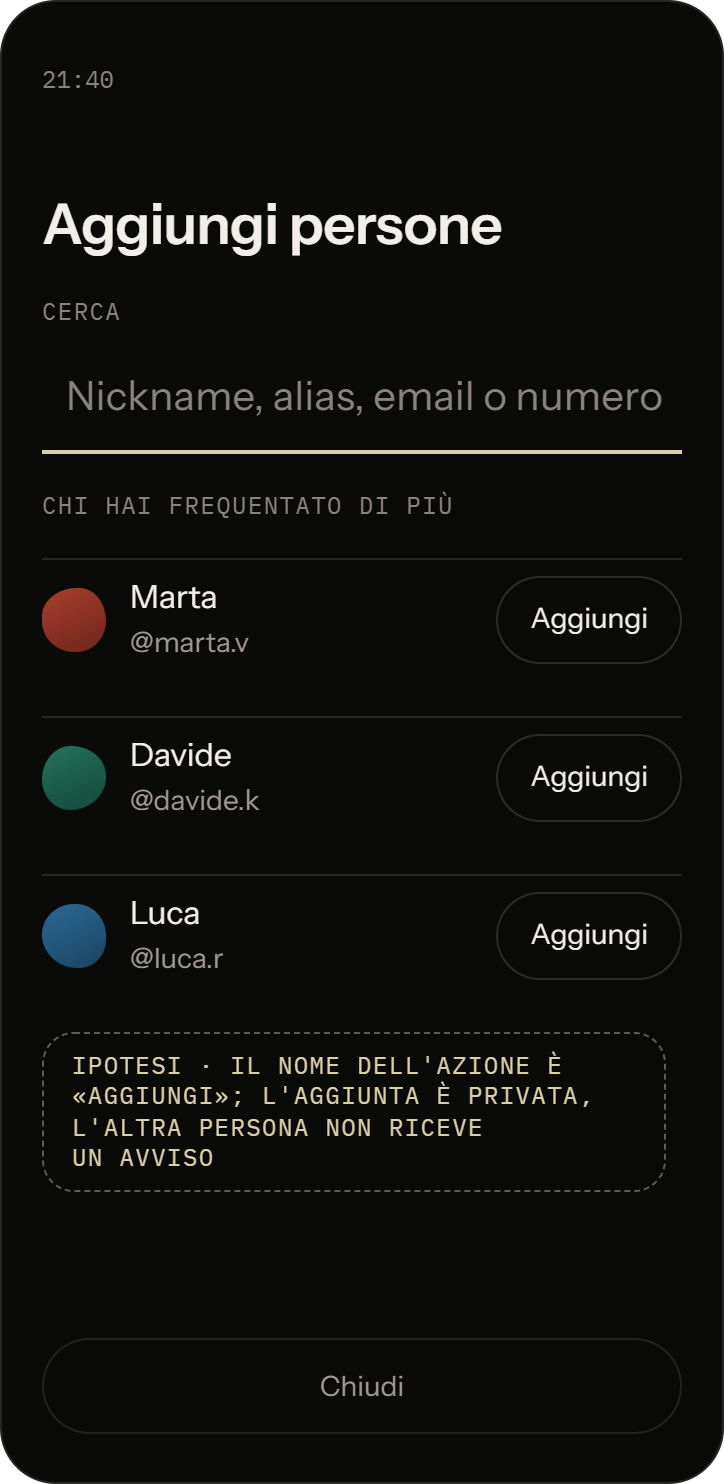 21:40
Aggiungi persone
CERCA
Nickname, alias, email o numero
CHI HAI FREQUENTATO DI PIÙ
Marta
@marta.v
Aggiungi
Davide
@davide.k
Aggiungi
Luca
@luca.r
Aggiungi
IPOTESI · IL NOME DELL'AZIONE È
«AGGIUNGI»; L'AGGIUNTA È PRIVATA,
L'ALTRA PERSONA NON RICEVE
UN AVVISO
Chiudi